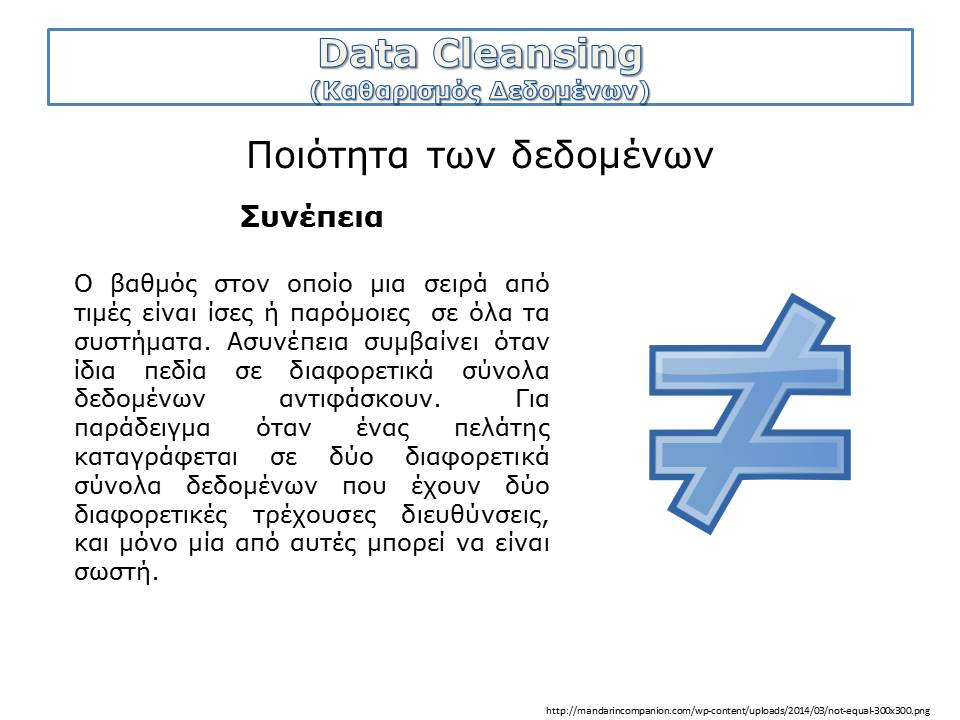 Data Cleansing
(Καθαρισμός Δεδομένων)
Ποιότητα των δεδομένων
Συνέπεια
Ο βαθμός στον οποίο μια σειρά από
τιμές είναι ίσες ή παρόμοιες σε όλα τα
συστήματα. Ασυνέπεια συμβαίνει όταν
ίδια πεδία σε διαφορετικά σύνολα
δεδομένων αντιφάσκουν. Για
παράδειγμα όταν ένας πελάτης
καταγράφεται σε δύο διαφορετικά
σύνολα δεδομένων που έχουν δύο
διαφορετικές τρέχουσες διευθύνσεις,
και μόνο μία από αυτές μπορεί να είναι
σωστή.
http://mandarincompanion.com/wp-content/uploads/2014/03/not-equal-300x300.png